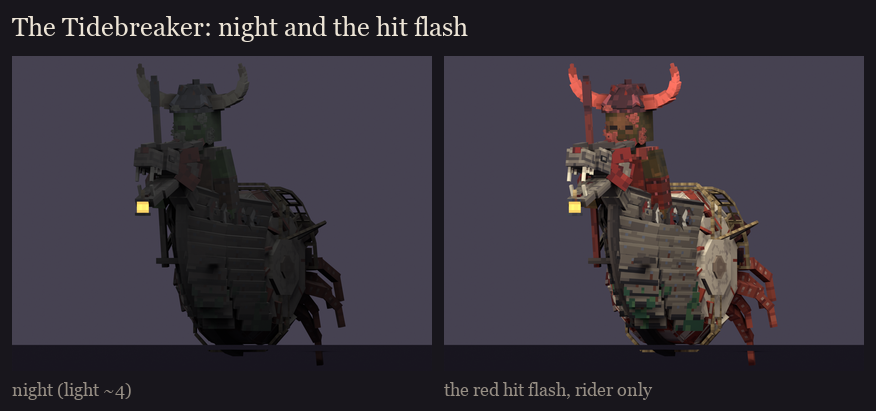 The Tidebreaker: night and the hit flash
night (light ~4)
the red hit flash, rider only